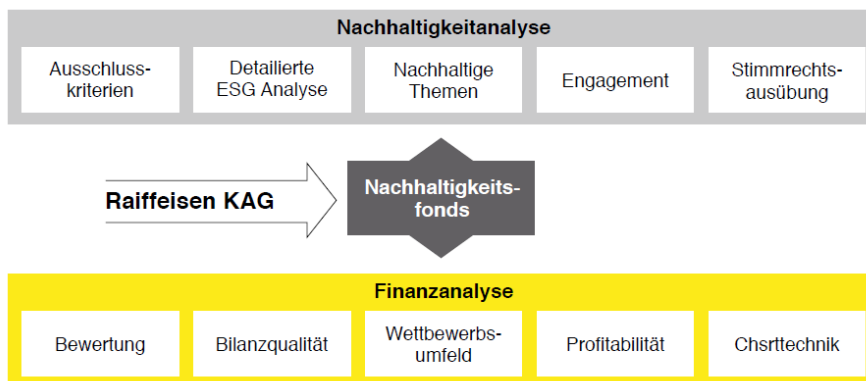 Nachhaltigkeitanalyse
Ausschluss-
kriterien
Detailierte
ESG Analyse
Nachhaltige
Themen
Engagement
Stimmrechts-
ausübung
Raiffeisen KAG
Nachhaltigkeits-
fonds
Finanzanalyse
Bewertung
Bilanzqualität
Wettbewerbs-
umfeld
Profitabilität
Chsrttechnik